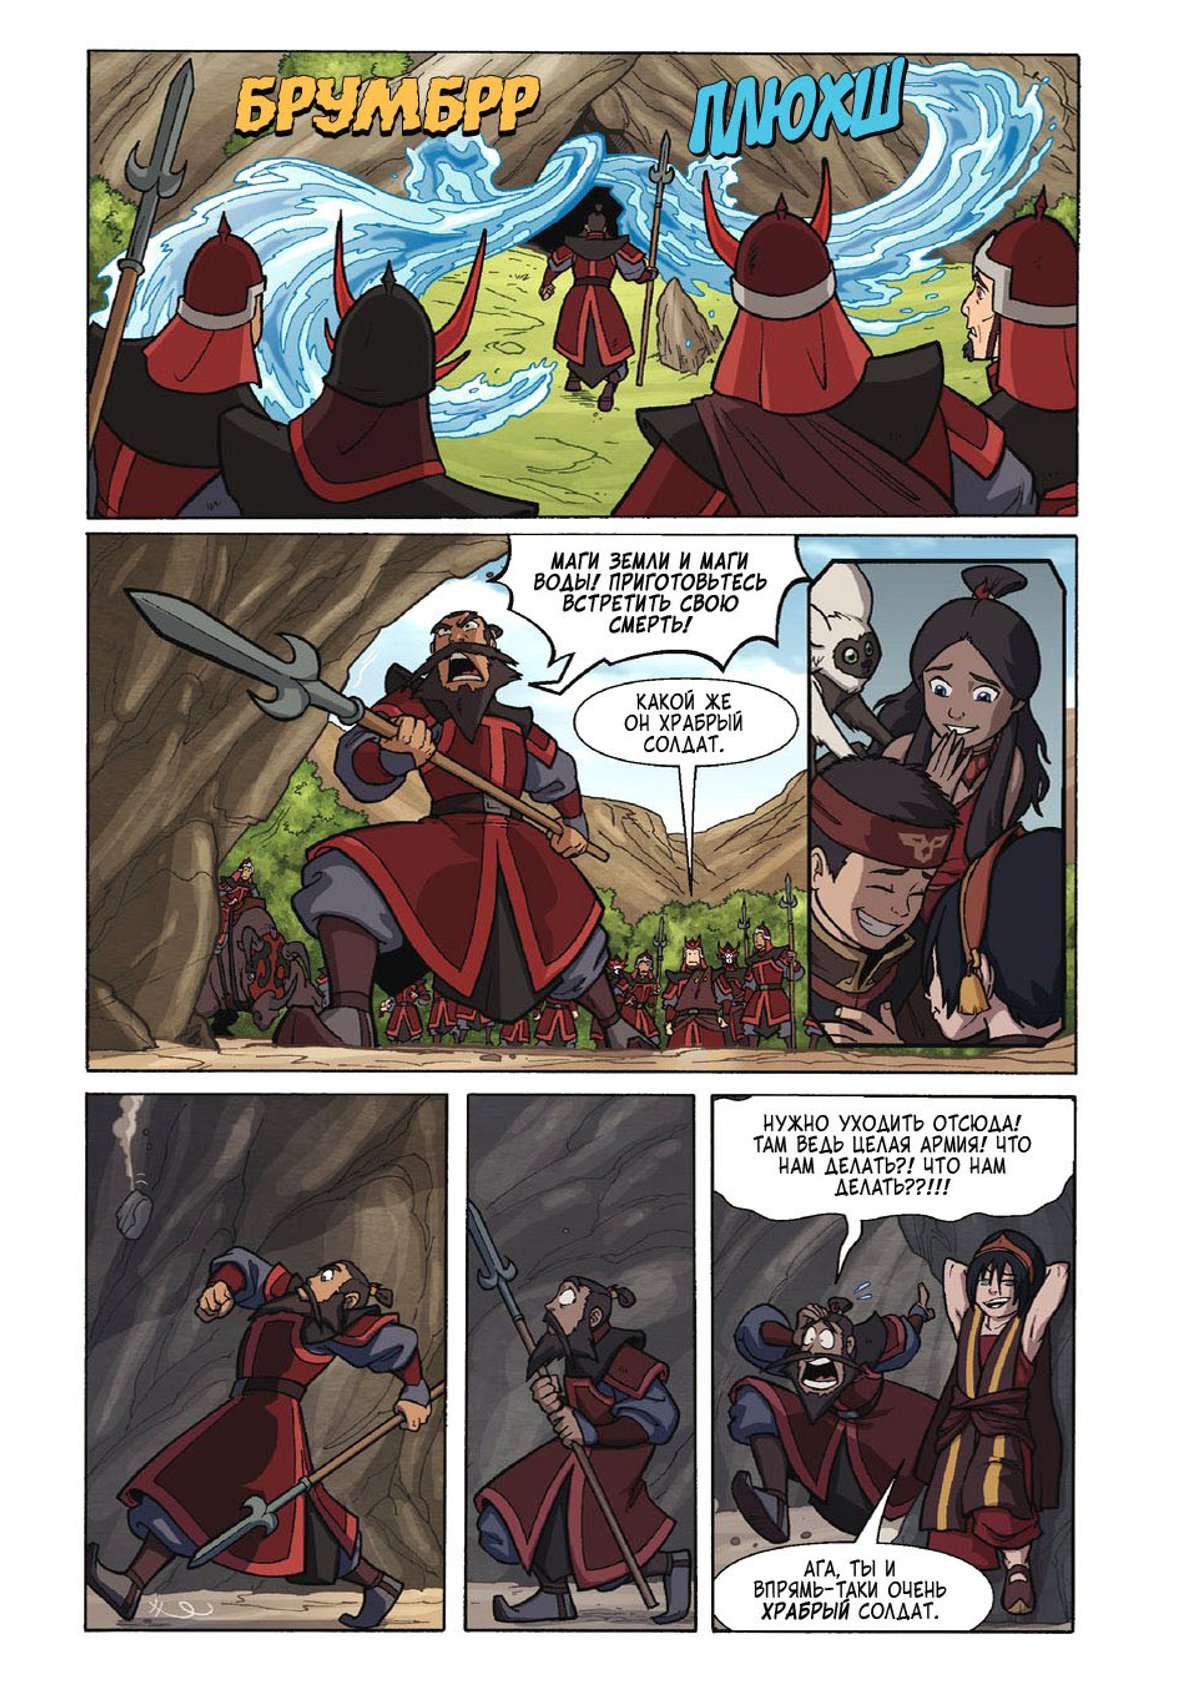 БРУМБРР
ПЛЮХШ
МАГИ ЗЕМЛИ И МАГИ
ВОДЫ! ПРИГОТОВЬТЕСЬ
ВСТРЕТИТЬ СВОЮ
СМЕРТЬ!
КАКОЙ ЖЕ
ОН ХРАБРЫЙ
СОЛДАТ.
НУЖНО УХОДИТЬ ОТСЮДА!
ТАМ ВЕДЬ ЦЕЛАЯ АРМИЯ! ЧТО
НАМ ДЕЛАТЬ?! ЧТО НАМ
ДЕЛАТЬ??!!!
АГА, ТЫ И
ВПРЯМЬ-ТАКИ ОЧЕНЬ
ХРАБРЫЙ СОЛДАТ.